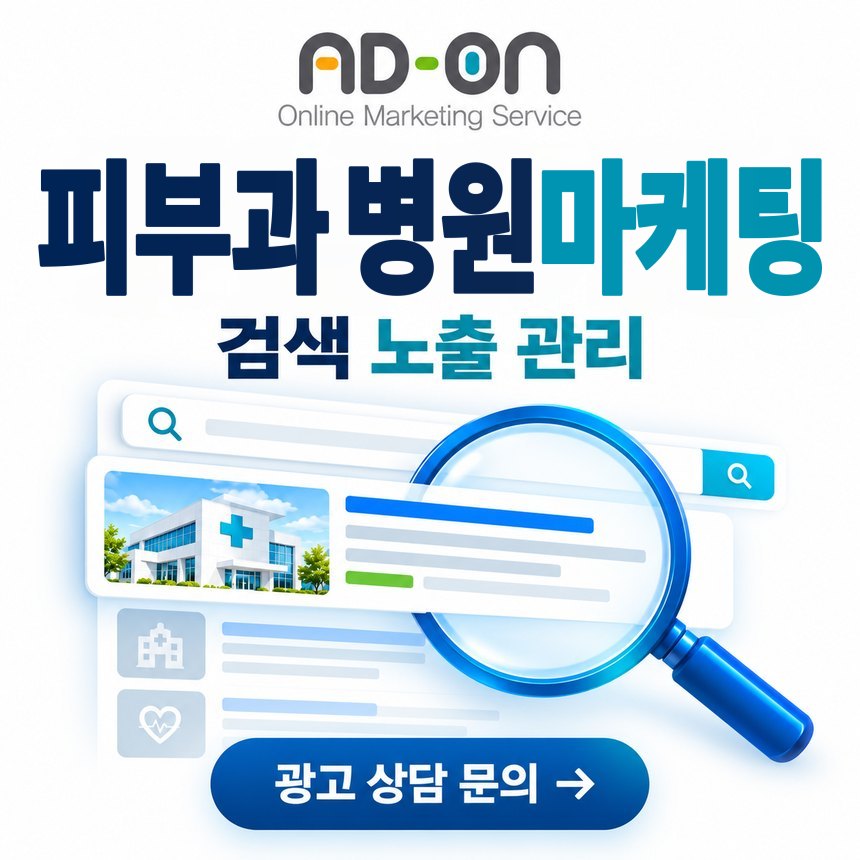 AD-ON
Online Marketing Service
피부과 병원마케팅
검색 노출 관리
광고 상담 문의 →